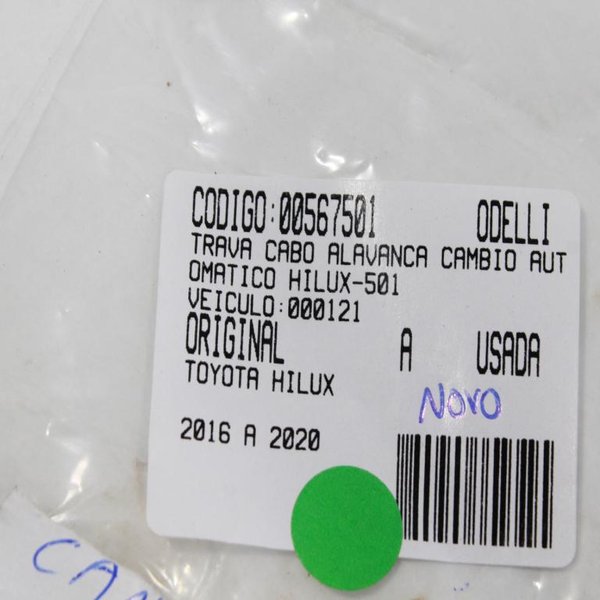 CODIGO:00567501 ODELLI
TRAVA CABO ALAVANCA CAMBIO AUT
OMATICO HILUX-501
VEICULO:000121
ORIGINAL A USADA
TOYOTA HILUX
Novo
2016 A 2020